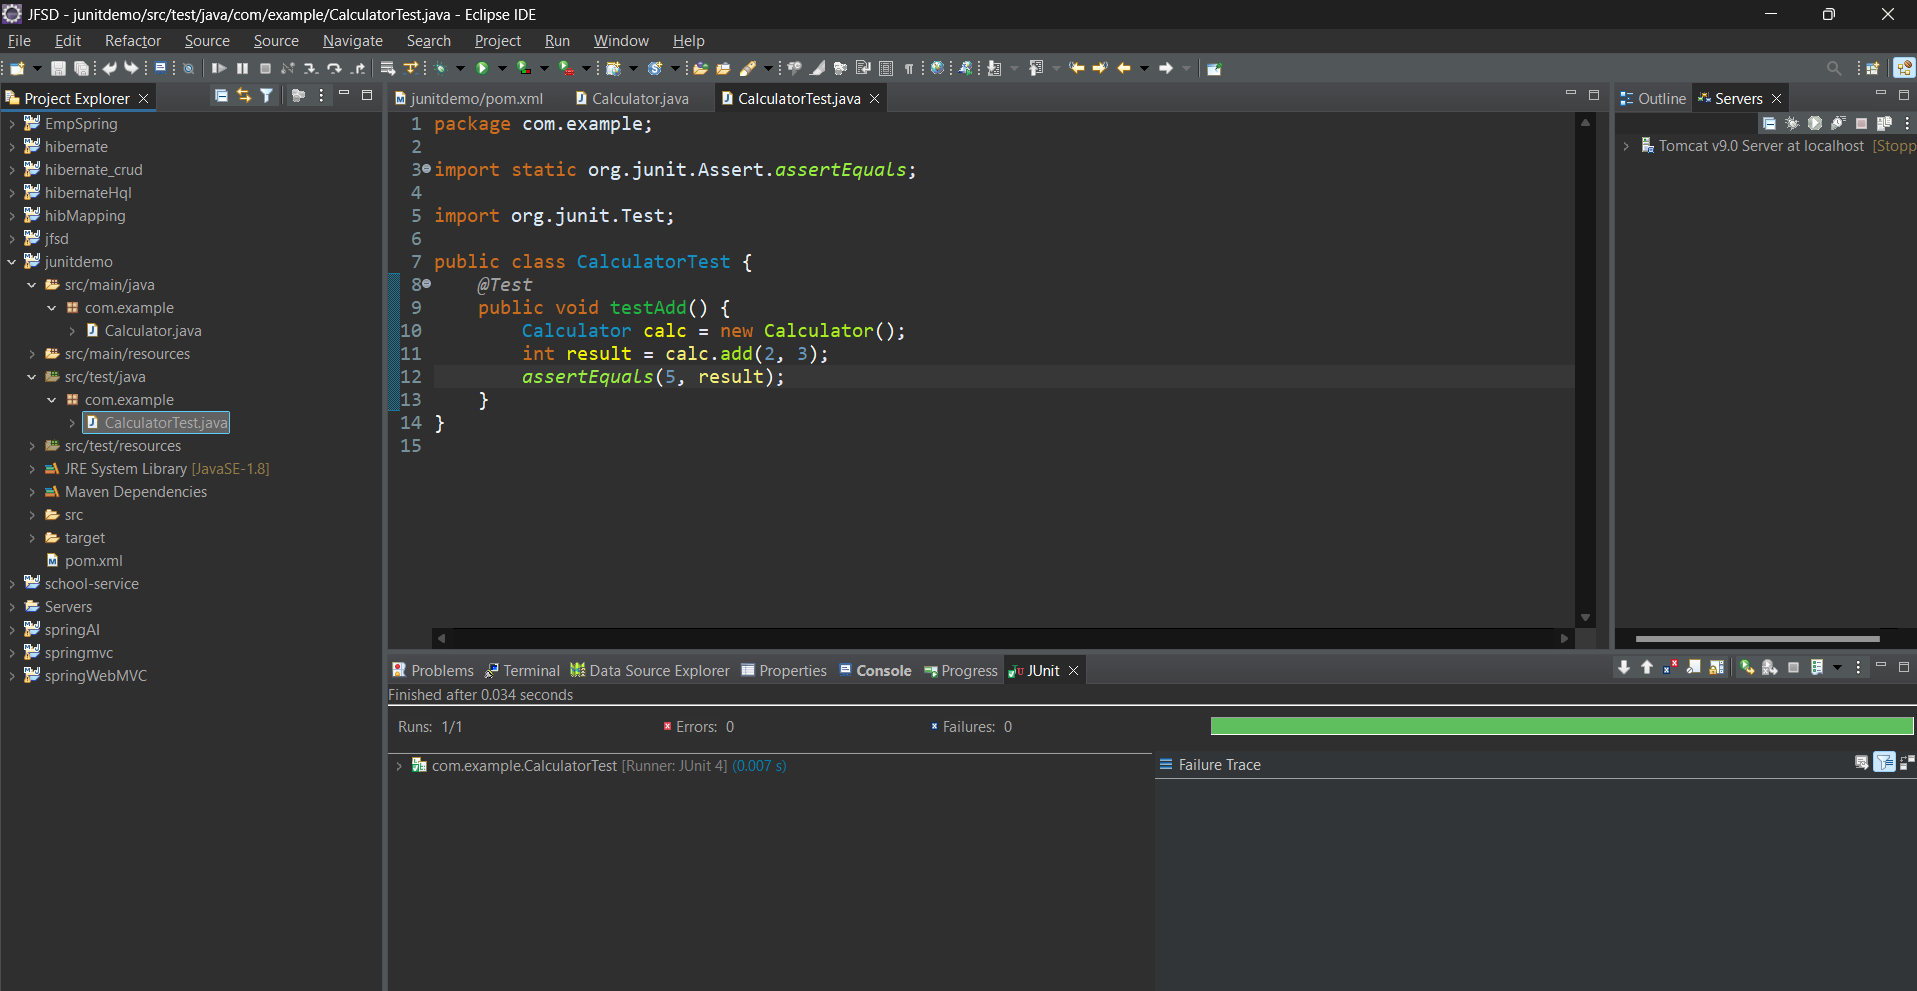 JFSD - junitdemo/src/test/java/com/example/CalculatorTest.java - Eclipse IDE
File Edit Refactor Source Source Navigate Search Project Run Window Help
Project Explorer
EmpSpring
hibernate
hibernate_crud
hibernateHql
hibMapping
jfsd
junitdemo
src/main/java
com.example
Calculator.java
src/main/resources
src/test/java
com.example
CalculatorTest.java
src/test/resources
JRE System Library [JavaSE-1.8]
Maven Dependencies
src
target
pom.xml
school-service
Servers
springAI
springmvc
springWebMVC
junitdemo/pom.xml Calculator.java CalculatorTest.java
1 package com.example;
2
3 import static org.junit.Assert.assertEquals;
4
5 import org.junit.Test;
6
7 public class CalculatorTest {
8 @Test
9 public void testAdd() {
10 Calculator calc = new Calculator();
11 int result = calc.add(2, 3);
12 assertEquals(5, result);
13 }
14 }
15
Outline Servers
Tomcat v9.0 Server at localhost [Stopp
Problems Terminal Data Source Explorer Properties Console Progress JUnit
Finished after 0.034 seconds
Runs: 1/1 Errors: 0 Failures: 0
com.example.CalculatorTest [Runner: JUnit 4] (0.007 s)
Failure Trace